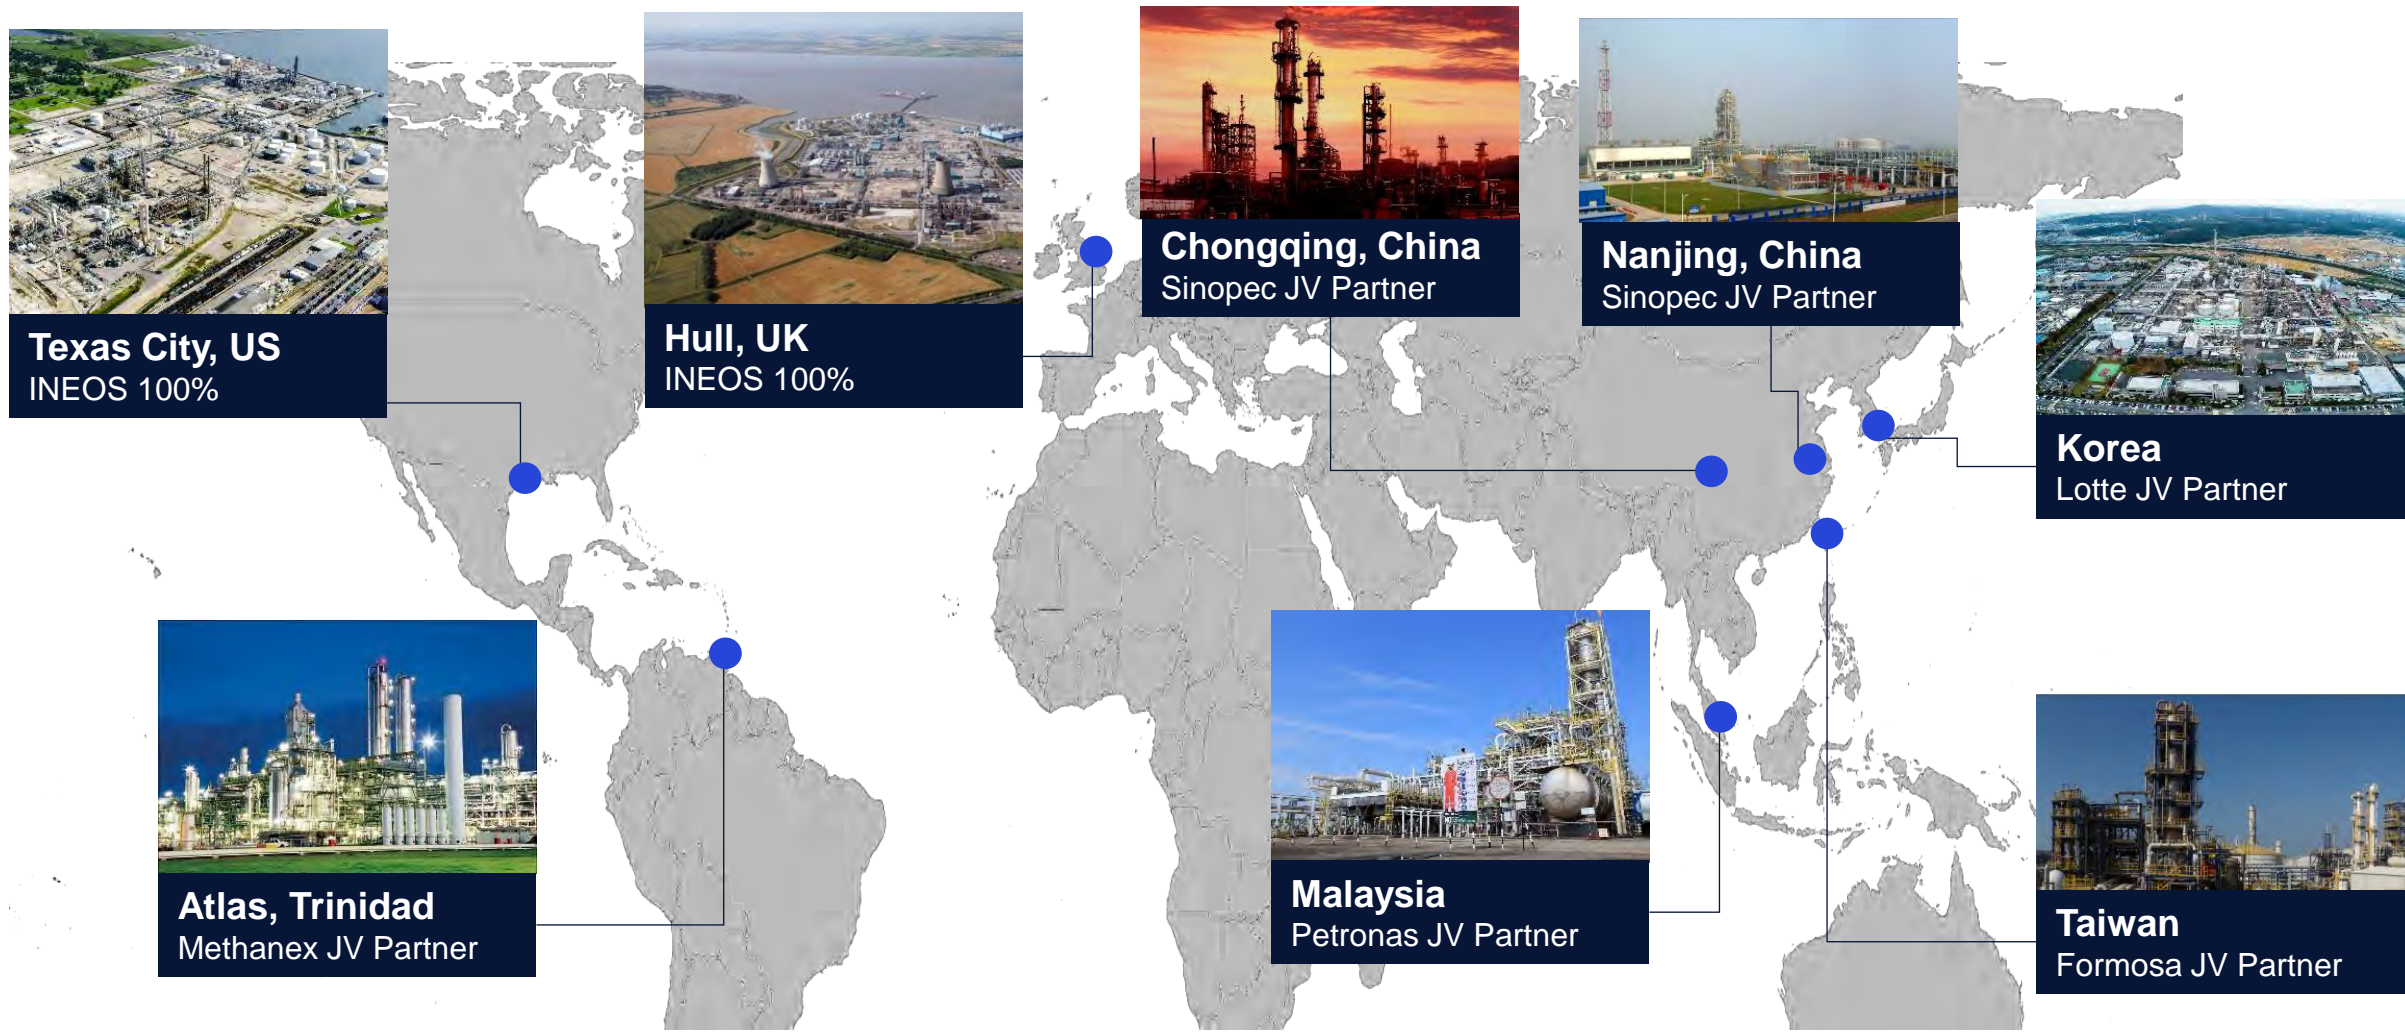 Texas City, US
INEOS 100%
Hull, UK
INEOS 100%
Chongqing, China
Sinopec JV Partner
Nanjing, China
Sinopec JV Partner
Korea
Lotte JV Partner
Atlas, Trinidad
Methanex JV Partner
Malaysia
Petronas JV Partner
Taiwan
Formosa JV Partner